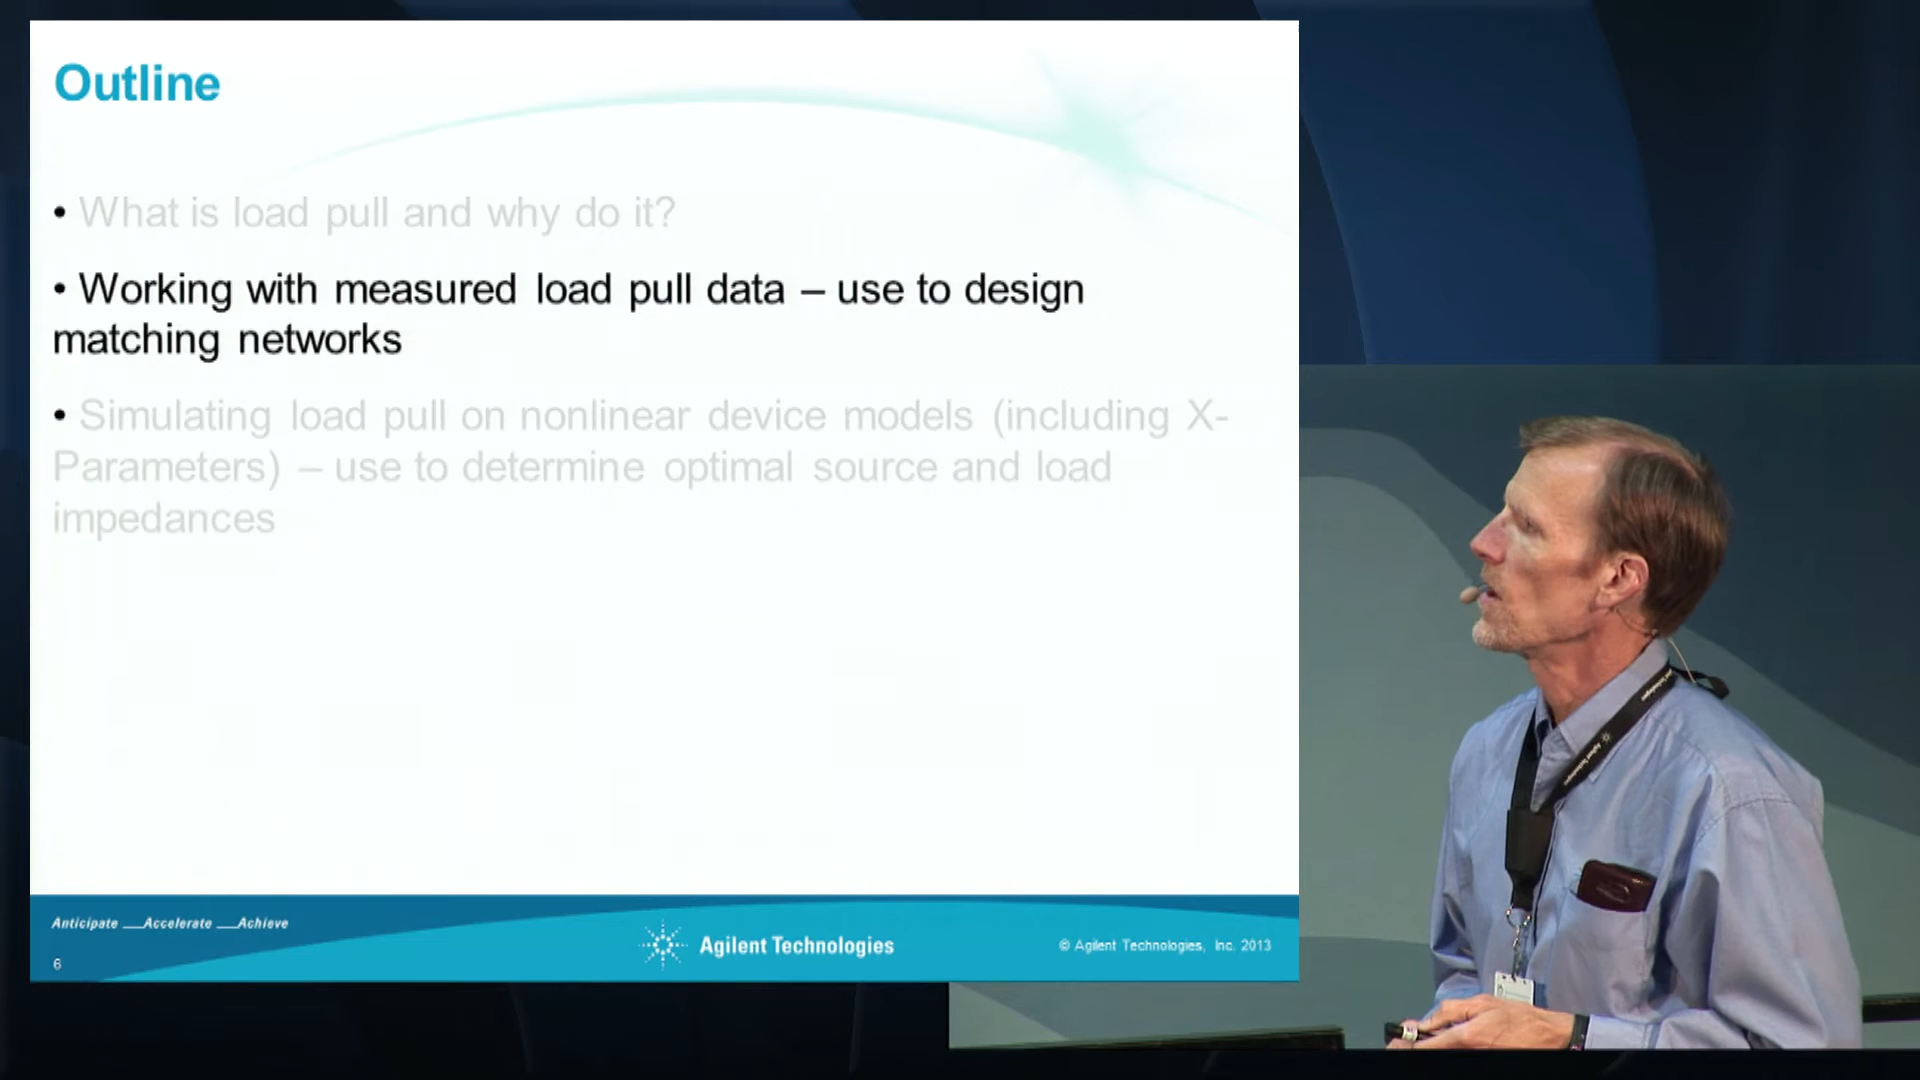 Outline
• What is load pull and why do it?
• Working with measured load pull data – use to design
matching networks
• Simulating load pull on nonlinear device models (including X-
Parameters) – use to determine optimal source and load
impedances
Anticipate __Accelerate __Achieve
Agilent Technologies
© Agilent Technologies, Inc. 2013
6
Agilent Technologies